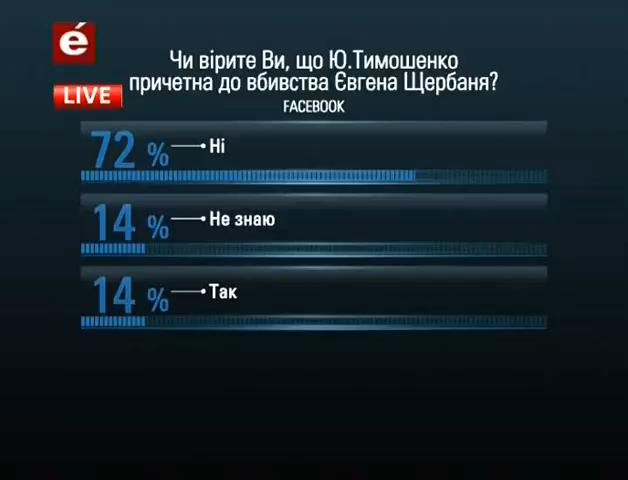 é
Чи вірите Ви, що Ю.Тимошенко
причетна до вбивства Євгена Щербаня?
LIVE
FACEBOOK
72 % Ні
14 % Не знаю
14 % Так